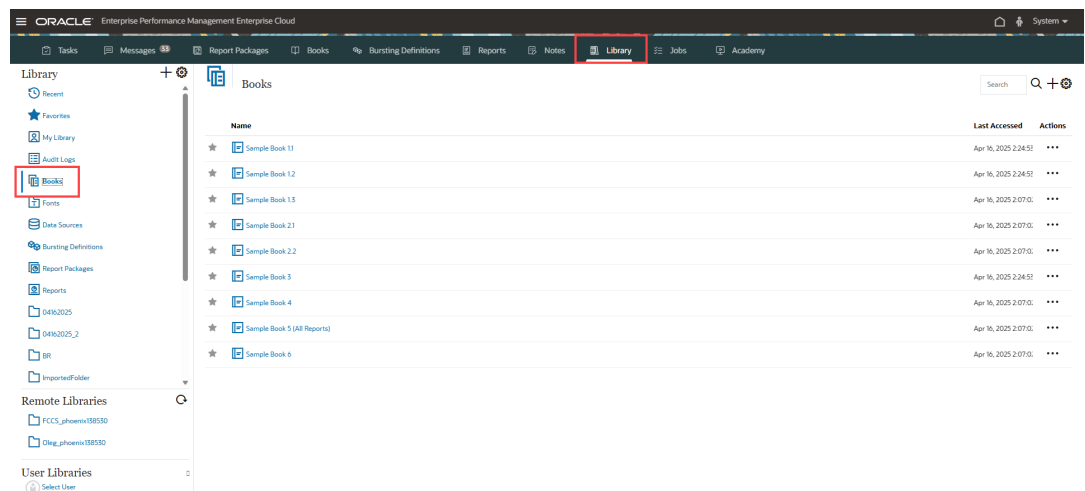 ORACLE Enterprise Performance Management Enterprise Cloud System
Tasks Messages 53 Report Packages Books Bursting Definitions Reports Notes Library Jobs Academy
Library
Recent
Favorites
My Library
Audit Logs
Books
Fonts
Data Sources
Bursting Definitions
Report Packages
Reports
04162025
04162025_2
BR
ImportedFolder
Remote Libraries
FCCS_phoenix138530
Oleg_phoenix138530
User Libraries
Select User
Books Search
Name Last Accessed Actions
Sample Book 1.1 Apr 16, 2025 2:24:5
Sample Book 1.2 Apr 16, 2025 2:24:5
Sample Book 1.3 Apr 16, 2025 2:07:0
Sample Book 2.1 Apr 16, 2025 2:07:0
Sample Book 2.2 Apr 16, 2025 2:07:0
Sample Book 3 Apr 16, 2025 2:24:5
Sample Book 4 Apr 16, 2025 2:07:0
Sample Book 5 (All Reports) Apr 16, 2025 2:07:0
Sample Book 6 Apr 16, 2025 2:07:0